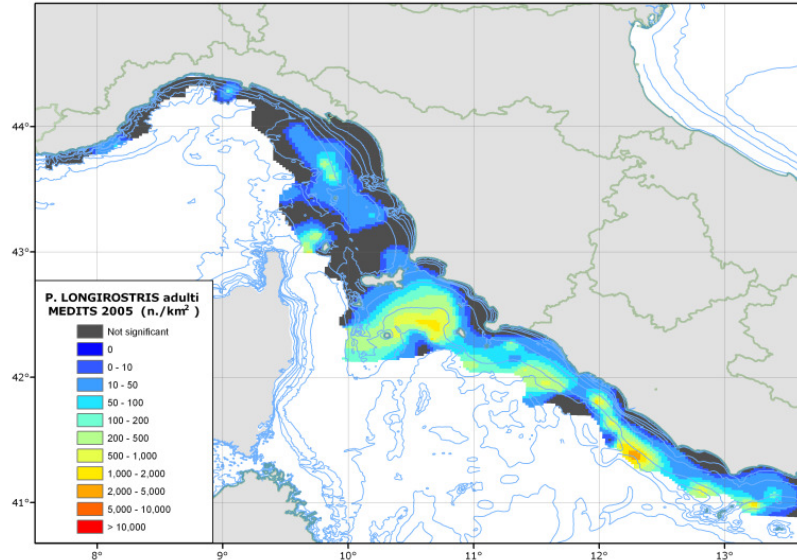 44°
43°
42°
41°
P. LONGIROSTRIS adulti
MEDITS 2005 (n./km²)
Not significant
0
0 - 10
10 - 50
50 - 100
100 - 200
200 - 500
500 - 1,000
1,000 - 2,000
2,000 - 5,000
5,000 - 10,000
> 10,000
8° 9° 10° 11° 12° 13°